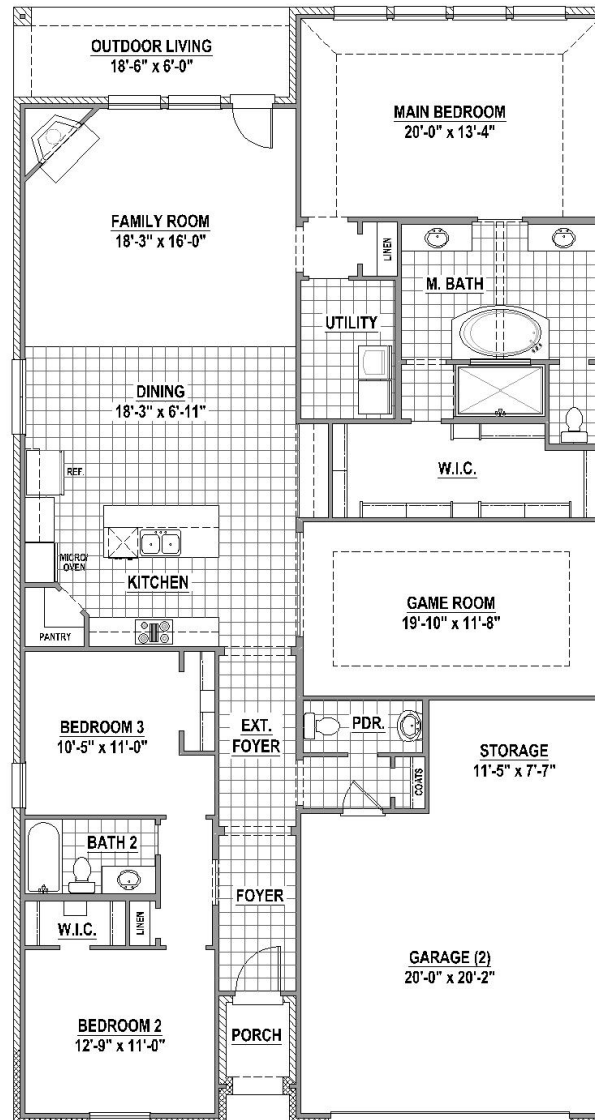 OUTDOOR LIVING
18'-6" x 6'-0"
MAIN BEDROOM
20'-0" x 13'-4"
FAMILY ROOM
18'-3" x 16'-0"
LINEN
M. BATH
UTILITY
DINING
18'-3" x 6'-11"
REF.
W.I.C.
MICRO/
OVEN
KITCHEN
GAME ROOM
19'-10" x 11'-8"
PANTRY
BEDROOM 3
10'-5" x 11'-0"
EXT.
FOYER
PDR.
STORAGE
11'-5" x 7'-7"
COATS
BATH 2
FOYER
W.I.C.
LINEN
GARAGE (2)
20'-0" x 20'-2"
BEDROOM 2
12'-9" x 11'-0"
PORCH